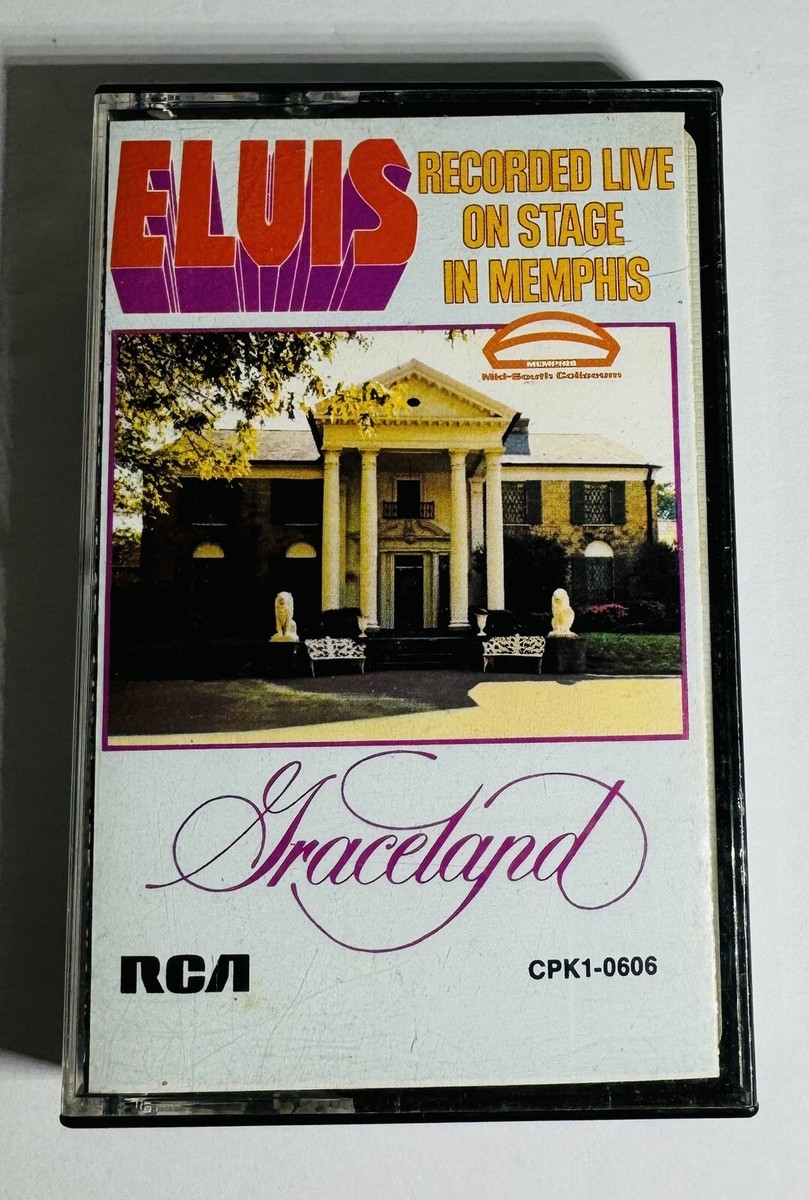 ELVIS
RECORDED LIVE
ON STAGE
IN MEMPHIS
MEMPHIS
Mid-South Coliseum
Graceland
RCA
CPK1-0606